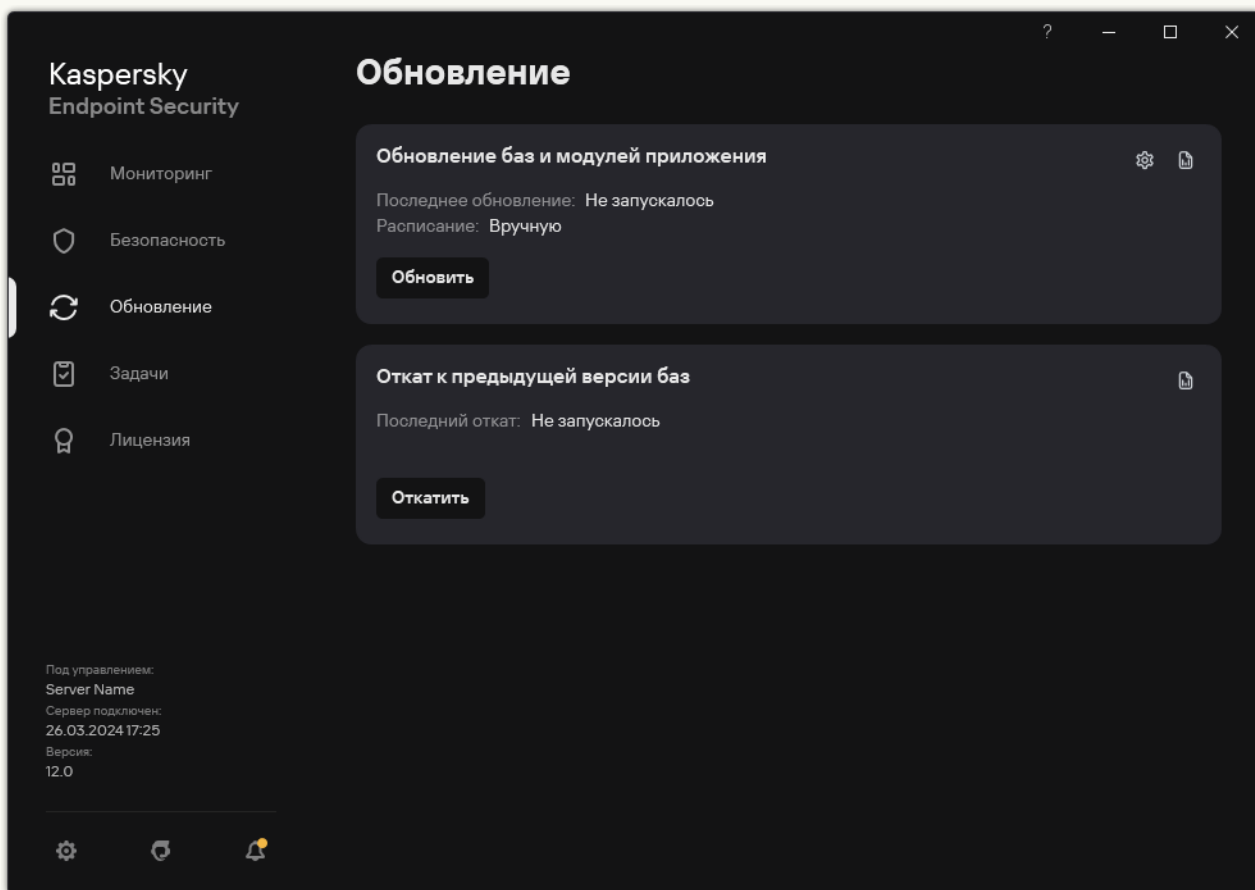 ?
Kaspersky
Endpoint Security
Мониторинг
Безопасность
Обновление
Задачи
Лицензия
Под управлением:
Server Name
Сервер подключен:
26.03.2024 17:25
Версия:
12.0
Обновление
Обновление баз и модулей приложения
Последнее обновление: Не запускалось
Расписание: Вручную
Обновить
Откат к предыдущей версии баз
Последний откат: Не запускалось
Откатить